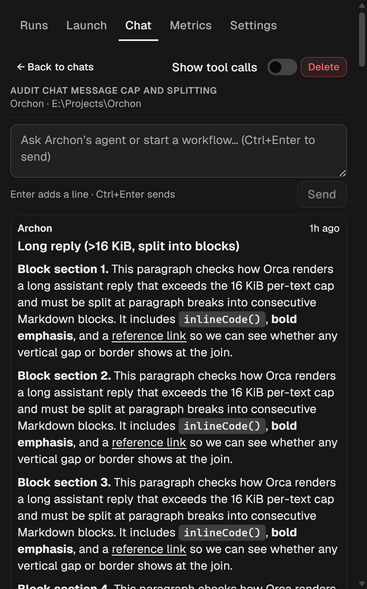 Runs Launch Chat Metrics Settings
← Back to chats Show tool calls Delete
AUDIT CHAT MESSAGE CAP AND SPLITTING
Orchon · E:\Projects\Orchon
Ask Archon's agent or start a workflow... (Ctrl+Enter to
send)
Enter adds a line · Ctrl+Enter sends Send
Archon 1h ago
Long reply (>16 KiB, split into blocks)
Block section 1. This paragraph checks how Orca renders
a long assistant reply that exceeds the 16 KiB per-text cap
and must be split at paragraph breaks into consecutive
Markdown blocks. It includes inlineCode(), bold
emphasis, and a reference link so we can see whether any
vertical gap or border shows at the join.
Block section 2. This paragraph checks how Orca renders
a long assistant reply that exceeds the 16 KiB per-text cap
and must be split at paragraph breaks into consecutive
Markdown blocks. It includes inlineCode(), bold
emphasis, and a reference link so we can see whether any
vertical gap or border shows at the join.
Block section 3. This paragraph checks how Orca renders
a long assistant reply that exceeds the 16 KiB per-text cap
and must be split at paragraph breaks into consecutive
Markdown blocks. It includes inlineCode(), bold
emphasis, and a reference link so we can see whether any
vertical gap or border shows at the join.
Block section 4. This paragraph checks how Orca renders